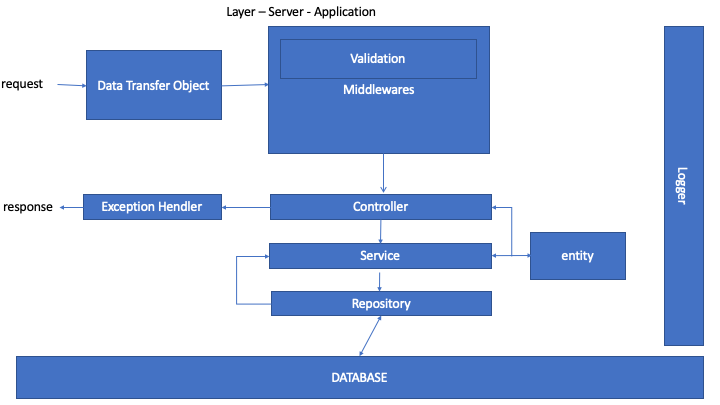 Layer – Server - Application
Validation
request
Data Transfer Object
Middlewares
Logger
response
Exception Hendler
Controller
Service
entity
Repository
DATABASE